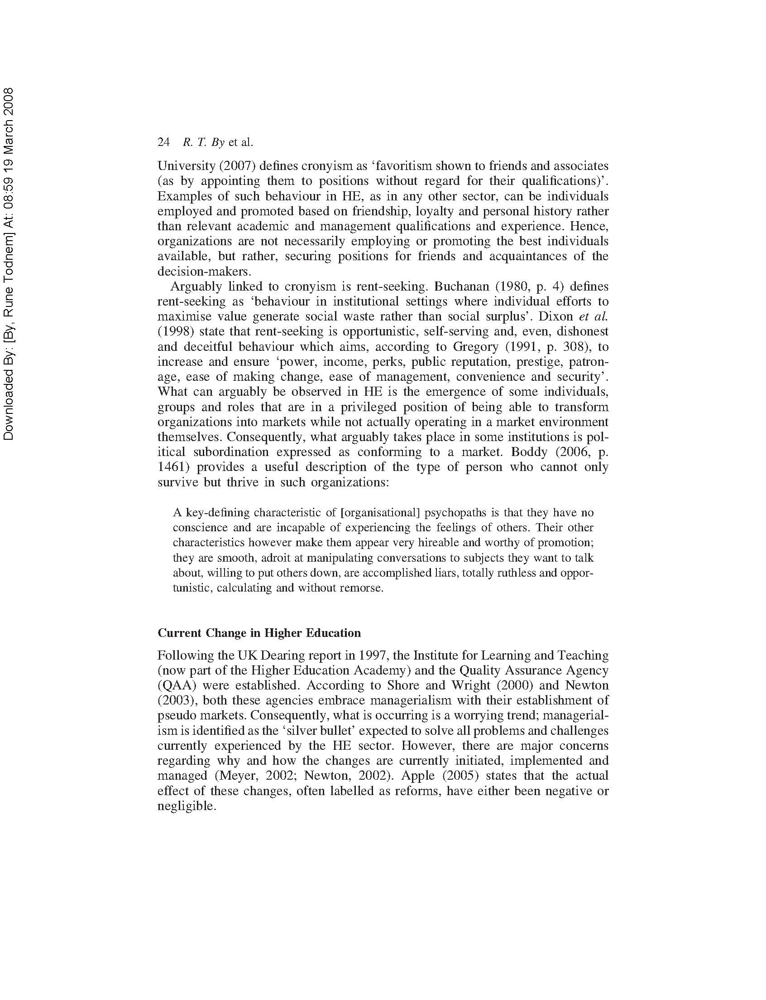 Downloaded By: [By, Rune Todnem] At: 08:59 19 March 2008
24 R. T. By et al.
University (2007) defines cronyism as ‘favoritism shown to friends and associates
(as by appointing them to positions without regard for their qualifications)’.
Examples of such behaviour in HE, as in any other sector, can be individuals
employed and promoted based on friendship, loyalty and personal history rather
than relevant academic and management qualifications and experience. Hence,
organizations are not necessarily employing or promoting the best individuals
available, but rather, securing positions for friends and acquaintances of the
decision-makers.
Arguably linked to cronyism is rent-seeking. Buchanan (1980, p. 4) defines
rent-seeking as ‘behaviour in institutional settings where individual efforts to
maximise value generate social waste rather than social surplus’. Dixon et al.
(1998) state that rent-seeking is opportunistic, self-serving and, even, dishonest
and deceitful behaviour which aims, according to Gregory (1991, p. 308), to
increase and ensure ‘power, income, perks, public reputation, prestige, patron-
age, ease of making change, ease of management, convenience and security’.
What can arguably be observed in HE is the emergence of some individuals,
groups and roles that are in a privileged position of being able to transform
organizations into markets while not actually operating in a market environment
themselves. Consequently, what arguably takes place in some institutions is pol-
itical subordination expressed as conforming to a market. Boddy (2006, p.
1461) provides a useful description of the type of person who cannot only
survive but thrive in such organizations:
A key-defining characteristic of [organisational] psychopaths is that they have no
conscience and are incapable of experiencing the feelings of others. Their other
characteristics however make them appear very hireable and worthy of promotion;
they are smooth, adroit at manipulating conversations to subjects they want to talk
about, willing to put others down, are accomplished liars, totally ruthless and oppor-
tunistic, calculating and without remorse.
Current Change in Higher Education
Following the UK Dearing report in 1997, the Institute for Learning and Teaching
(now part of the Higher Education Academy) and the Quality Assurance Agency
(QAA) were established. According to Shore and Wright (2000) and Newton
(2003), both these agencies embrace managerialism with their establishment of
pseudo markets. Consequently, what is occurring is a worrying trend; managerial-
ism is identified as the ‘silver bullet’ expected to solve all problems and challenges
currently experienced by the HE sector. However, there are major concerns
regarding why and how the changes are currently initiated, implemented and
managed (Meyer, 2002; Newton, 2002). Apple (2005) states that the actual
effect of these changes, often labelled as reforms, have either been negative or
negligible.